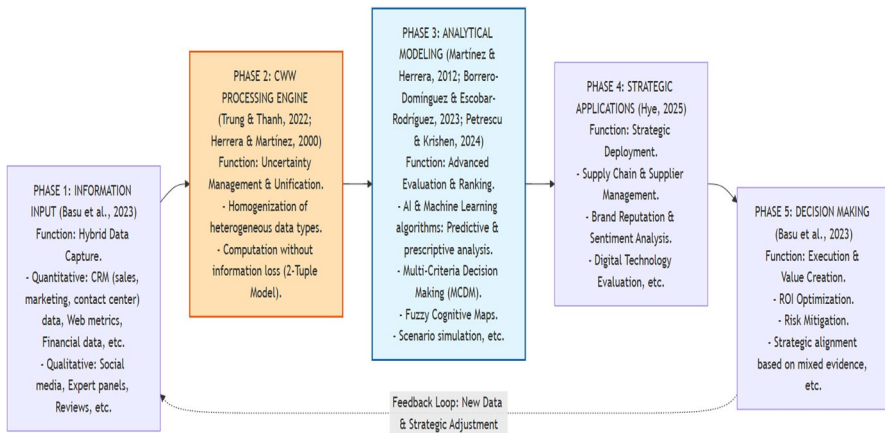 PHASE 1: INFORMATION
INPUT (Basu et al., 2023)
Function: Hybrid Data
Capture.
- Quantitative: CRM (sales,
marketing, contact center)
data, Web metrics,
Financial data, etc.
- Qualitative: Social
media, Expert panels,
Reviews, etc.
PHASE 2: CWW
PROCESSING ENGINE
(Trung & Thanh, 2022;
Herrera & Martínez, 2000)
Function: Uncertainty
Management & Unification.
- Homogenization of
heterogeneous data types.
- Computation without
information loss (2-Tuple
Model).
PHASE 3: ANALYTICAL
MODELING (Martínez &
Herrera, 2012; Borrero-
Domínguez & Escobar-
Rodríguez, 2023; Petrescu
& Krishen, 2024)
Function: Advanced
Evaluation & Ranking.
- AI & Machine Learning
algorithms: Predictive &
prescriptive analysis.
- Multi-Criteria Decision
Making (MCDM).
- Fuzzy Cognitive Maps.
- Scenario simulation, etc.
PHASE 4: STRATEGIC
APPLICATIONS (Hye, 2025)
Function: Strategic
Deployment.
- Supply Chain & Supplier
Management.
- Brand Reputation &
Sentiment Analysis.
- Digital Technology
Evaluation, etc.
PHASE 5: DECISION MAKING
(Basu et al., 2023)
Function: Execution &
Value Creation.
- ROI Optimization.
- Risk Mitigation.
- Strategic alignment
based on mixed evidence,
etc.
Feedback Loop: New Data
& Strategic Adjustment